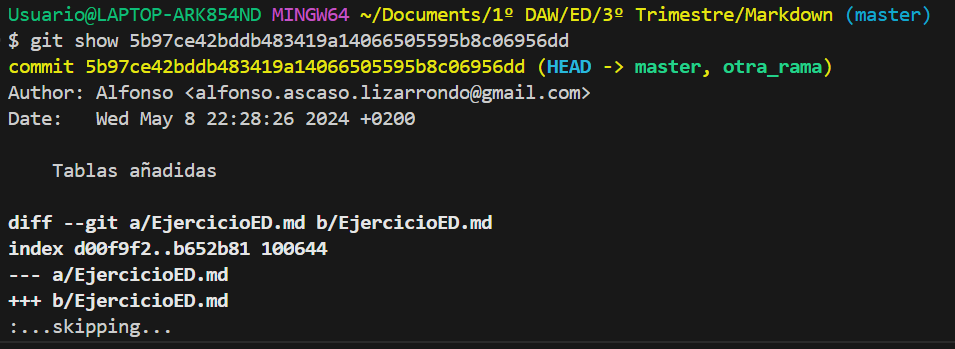 Usuario@LAPTOP-ARK854ND MINGW64 ~/Documents/1º DAW/ED/3º Trimestre/Markdown (master)
$ git show 5b97ce42bddb483419a14066505595b8c06956dd
commit 5b97ce42bddb483419a14066505595b8c06956dd (HEAD -> master, otra_rama)
Author: Alfonso <alfonso.ascaso.lizarrondo@gmail.com>
Date:   Wed May 8 22:28:26 2024 +0200
    Tablas añadidas
diff --git a/EjercicioED.md b/EjercicioED.md
index d00f9f2..b652b81 100644
--- a/EjercicioED.md
+++ b/EjercicioED.md
:...skipping...